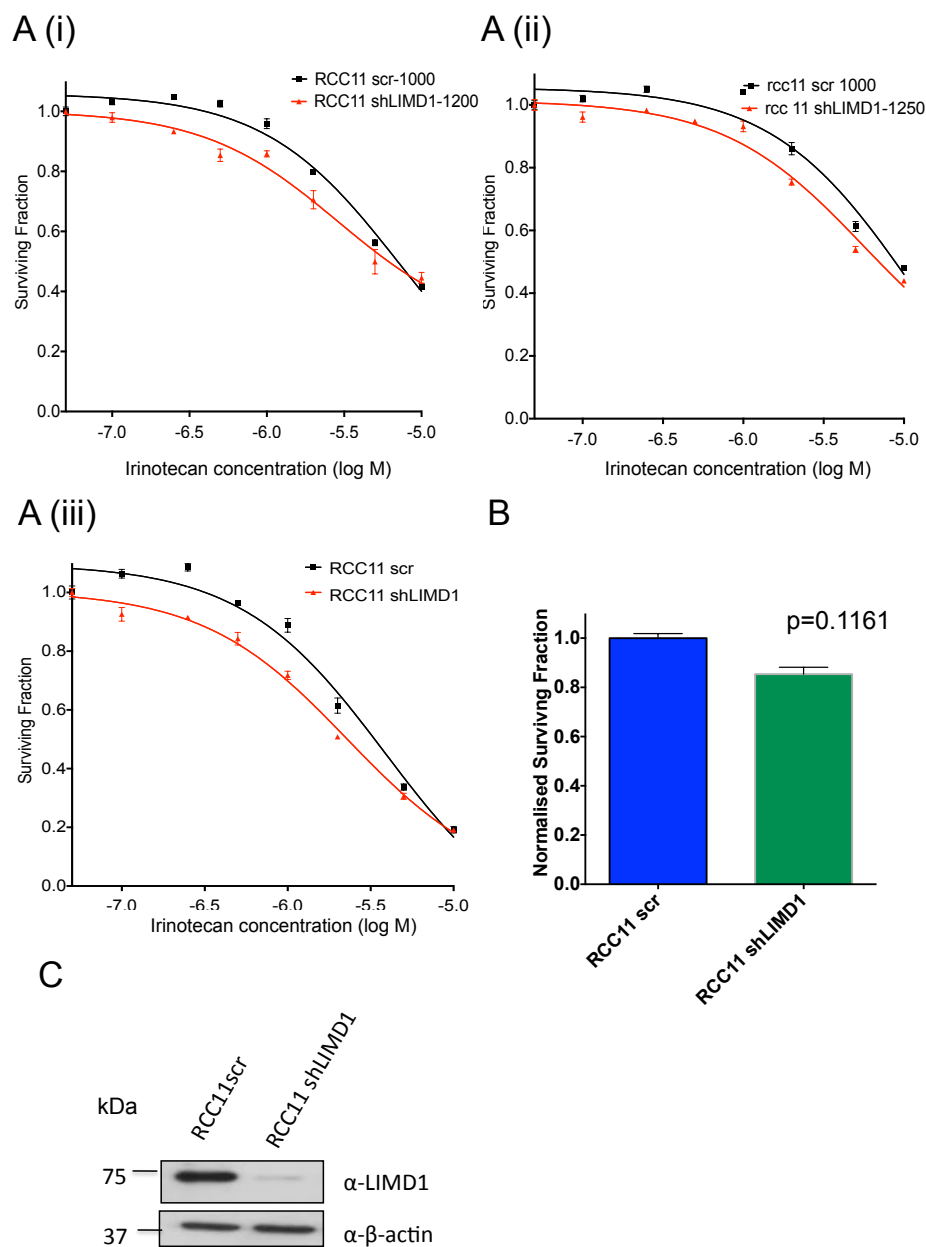 A (i)
RCC11 scr-1000
RCC11 shLIMD1-1200
1.0
0.8
0.6
0.4
0.2
0.0
Surviving Fraction
-7.0 -6.5 -6.0 -5.5 -5.0
Irinotecan concentration (log M)
A (ii)
rcc11 scr 1000
rcc 11 shLIMD1-1250
1.0
0.8
0.6
0.4
0.2
0.0
Surviving Fraction
-7.0 -6.5 -6.0 -5.5 -5.0
Irinotecan concentration (log M)
A (iii)
RCC11 scr
RCC11 shLIMD1
1.0
0.8
0.6
0.4
0.2
0.0
Surviving Fraction
-7.0 -6.5 -6.0 -5.5 -5.0
Irinotecan concentration (log M)
B
p=0.1161
1.0
0.8
0.6
0.4
0.2
0.0
Normalised Survivng Fraction
RCC11 scr
RCC11 shLIMD1
C
kDa
RCC11scr
RCC11 shLIMD1
75
α-LIMD1
37
α-β-actin